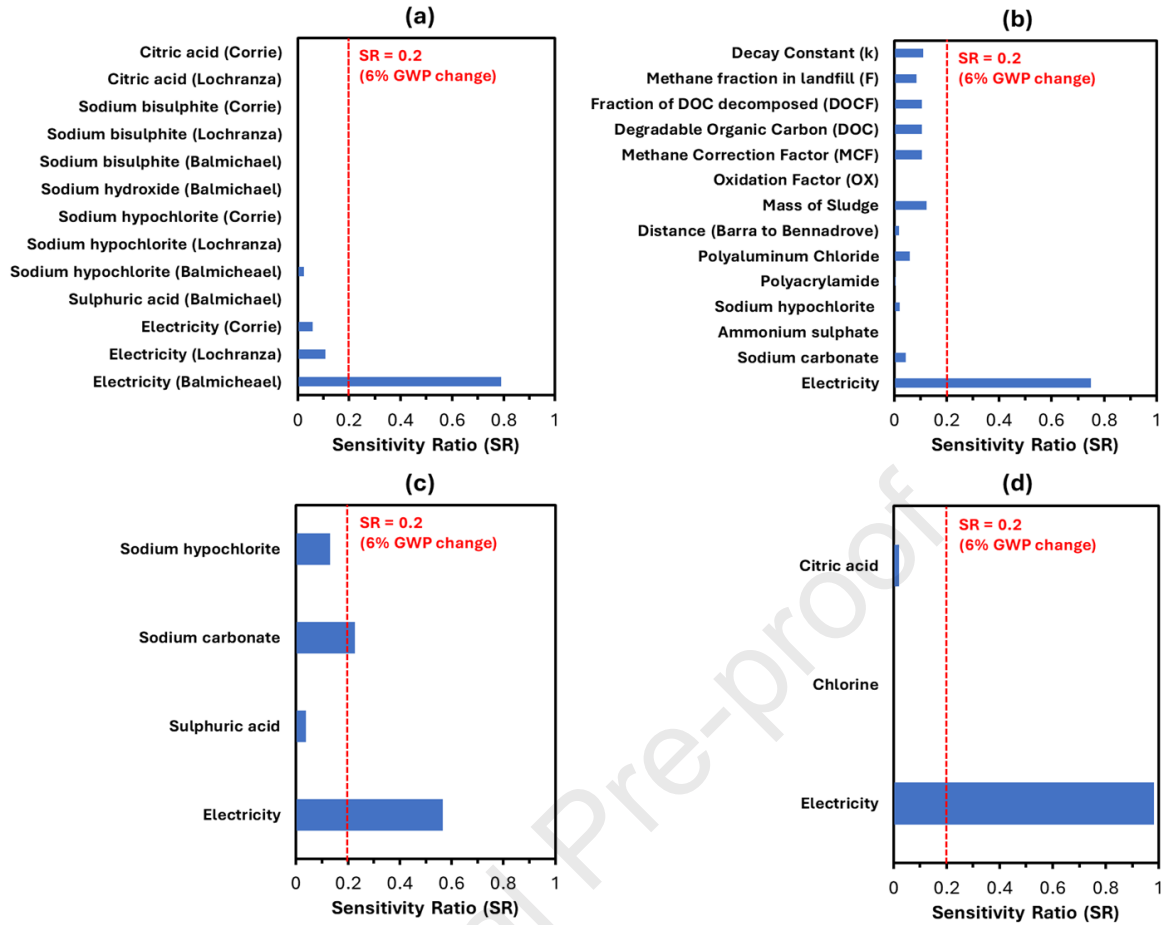 (a)
Citric acid (Corrie)
Citric acid (Lochranza)
Sodium bisulphite (Corrie)
Sodium bisulphite (Lochranza)
Sodium bisulphite (Balmichael)
Sodium hydroxide (Balmichael)
Sodium hypochlorite (Corrie)
Sodium hypochlorite (Lochranza)
Sodium hypochlorite (Balmicheael)
Sulphuric acid (Balmichael)
Electricity (Corrie)
Electricity (Lochranza)
Electricity (Balmicheael)
SR = 0.2
(6% GWP change)
0 0.2 0.4 0.6 0.8 1
Sensitivity Ratio (SR)
(b)
Decay Constant (k)
Methane fraction in landfill (F)
Fraction of DOC decomposed (DOCF)
Degradable Organic Carbon (DOC)
Methane Correction Factor (MCF)
Oxidation Factor (OX)
Mass of Sludge
Distance (Barra to Bennadrove)
Polyaluminum Chloride
Polyacrylamide
Sodium hypochlorite
Ammonium sulphate
Sodium carbonate
Electricity
SR = 0.2
(6% GWP change)
0 0.2 0.4 0.6 0.8 1
Sensitivity Ratio (SR)
(c)
Sodium hypochlorite
Sodium carbonate
Sulphuric acid
Electricity
SR = 0.2
(6% GWP change)
0 0.2 0.4 0.6 0.8 1
Sensitivity Ratio (SR)
(d)
Citric acid
Chlorine
Electricity
SR = 0.2
(6% GWP change)
0 0.2 0.4 0.6 0.8 1
Sensitivity Ratio (SR)
Pre-proof